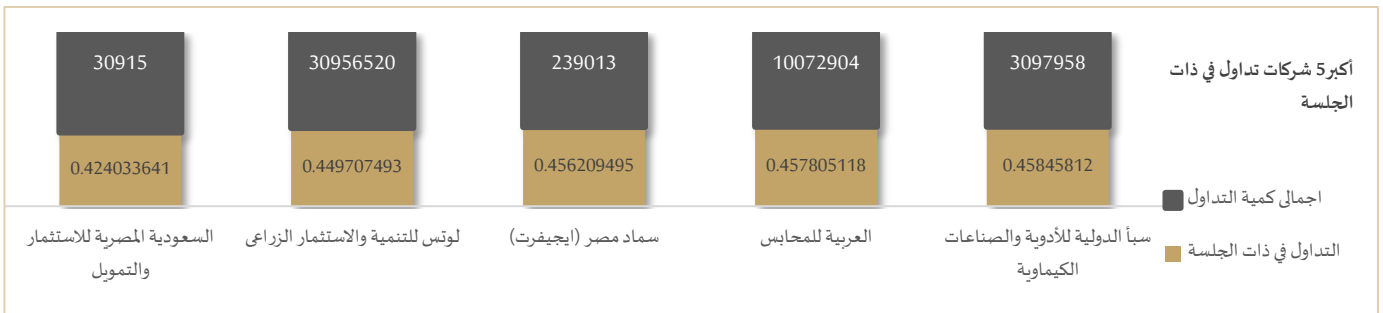 أكبر5 شركات تداول في ذات
الجلسة
3097958
10072904
239013
30956520
30915
0.45845812
0.457805118
0.456209495
0.449707493
0.424033641
اجمالى كمية التداول
التداول في ذات الجلسة
سبأ الدولية للأدوية والصناعات
الكيماوية
العربية للمحابس
سماد مصر (ايجيفرت)
لوتس للتنمية والاستثمار الزراعى
السعودية المصرية للاستثمار
والتمويل